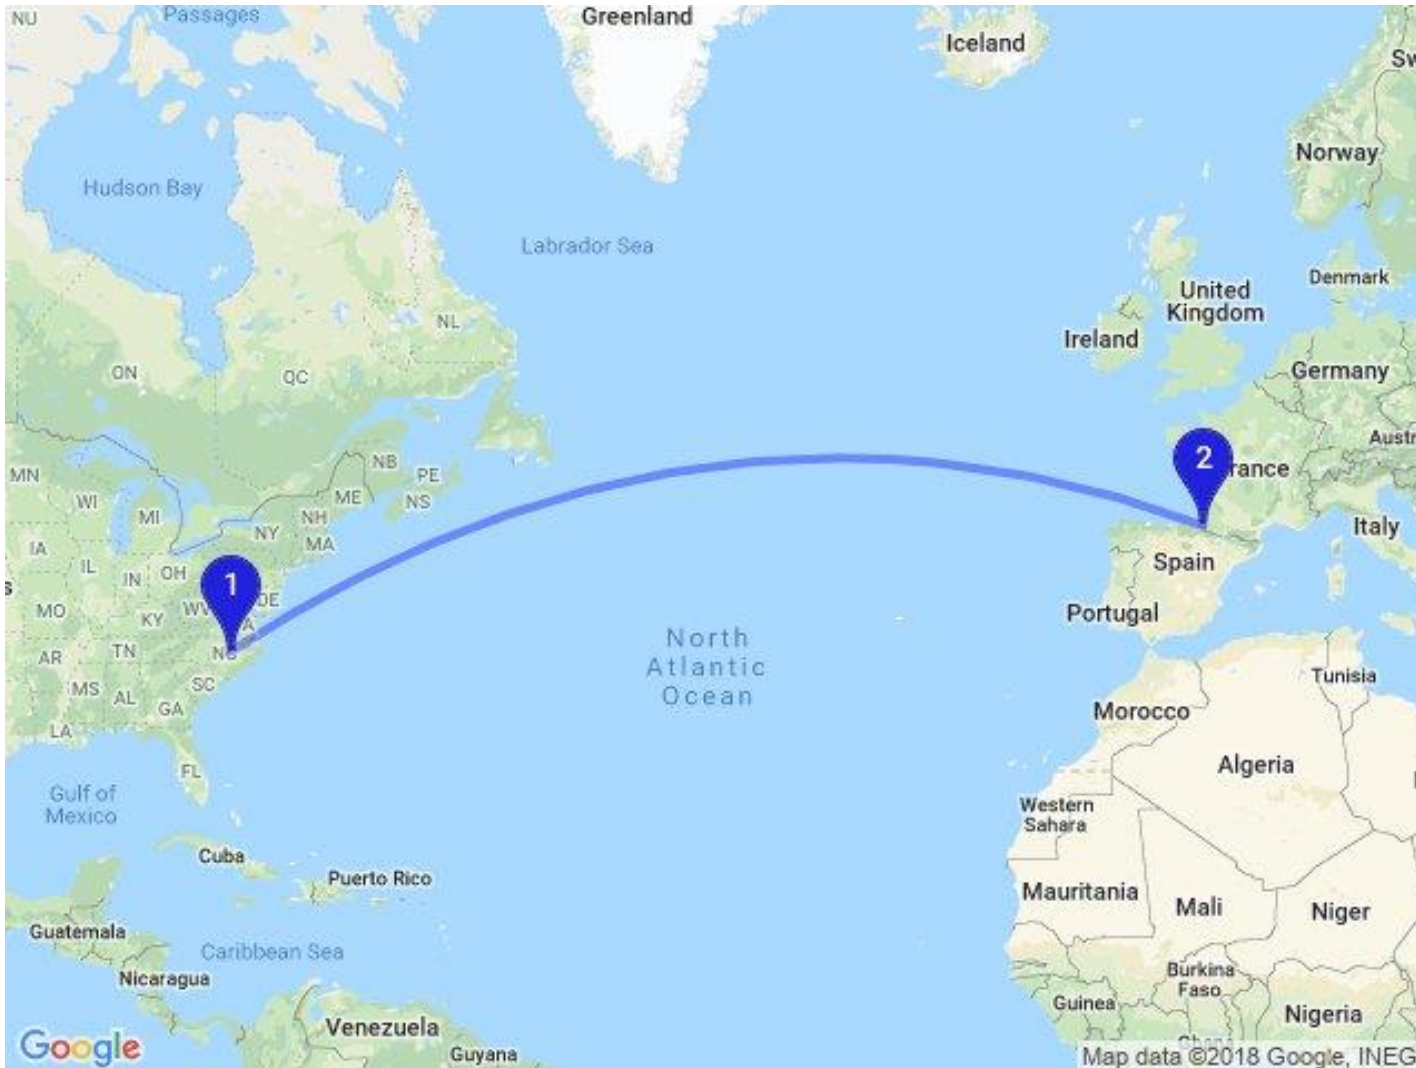 NU
Passages
Greenland
Iceland
Sw
Norway
Hudson Bay
Labrador Sea
Denmark
United
Kingdom
NL
Ireland
ON
QC
Germany
Austr
MN
NB
PE
2
rance
WI
ME
NS
MI
NH
NY
MA
Italy
IA
IL
IN
OH
Spain
s
1
DE
MO
KY
WV
A
Portugal
AR
TN
NC
North
Atlantic
Ocean
MS
AL
SC
GA
Tunisia
Morocco
LA
FL
Algeria
Gulf of
Mexico
Western
Sahara
Cuba
Puerto Rico
Mauritania
Mali
Niger
Guatemala
Caribbean Sea
Nicaragua
Burkina
Faso
Guinea
Nigeria
Venezuela
Guyana
Google
Map data ©2018 Google, INEG